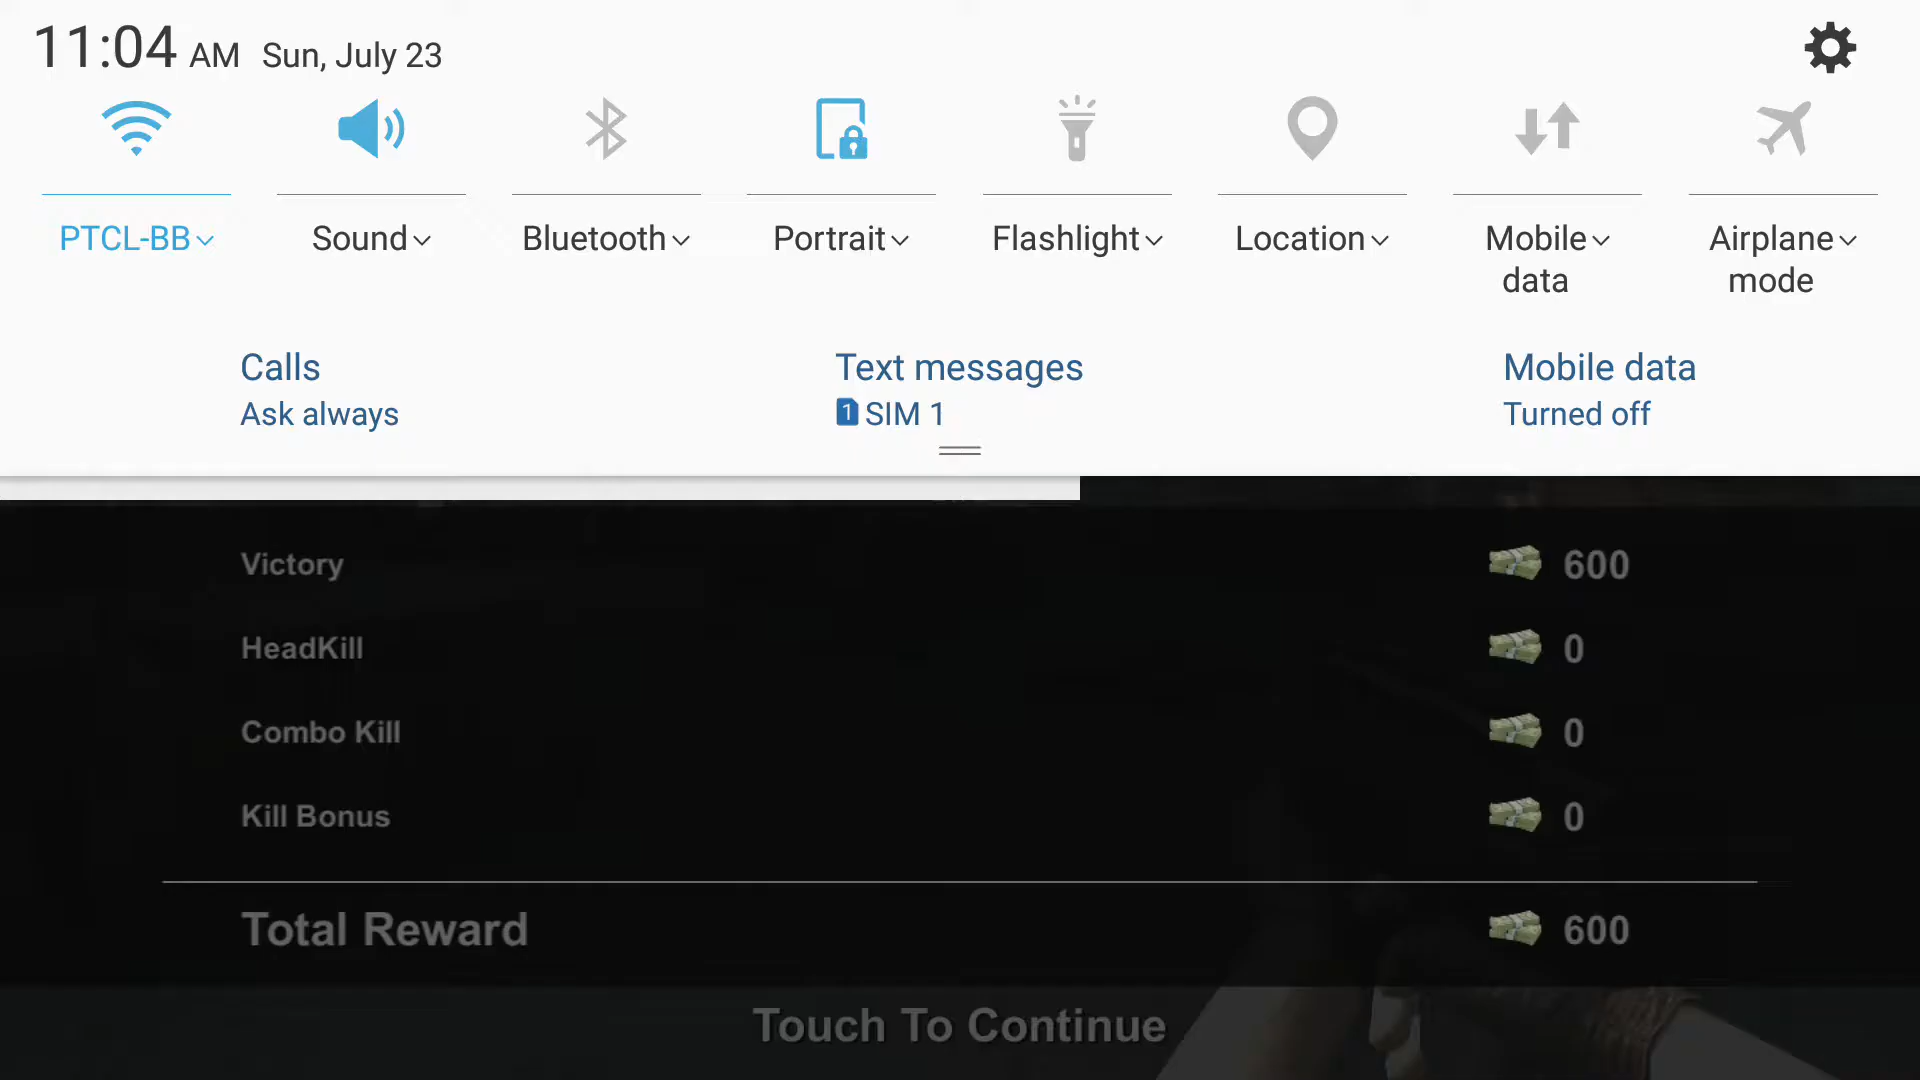 11:04 AM Sun, July 23
PTCL-BB Sound Bluetooth Portrait Flashlight Location Mobile data Airplane mode
Calls Text messages Mobile data
Ask always 1 SIM 1 Turned off
Victory 600
HeadKill 0
Combo Kill 0
Kill Bonus 0
Total Reward 600
Touch To Continue